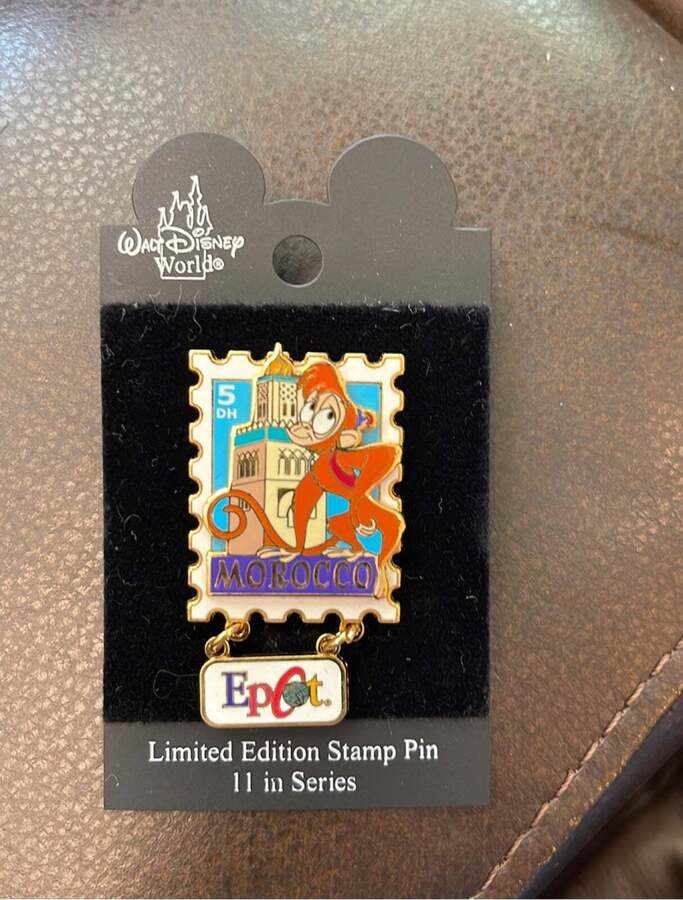 WALT DISNEY
World®
5
DH
MOROCCO
Epcot®
Limited Edition Stamp Pin
11 in Series